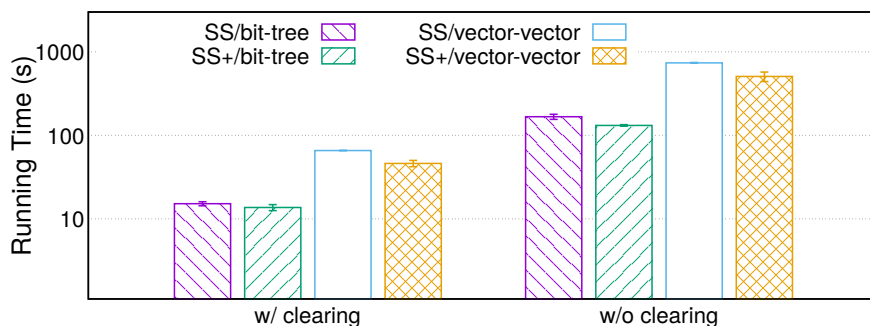 SS/bit-tree SS/vector-vector
SS+/bit-tree SS+/vector-vector
Running Time (s)
1000
100
10
w/ clearing w/o clearing